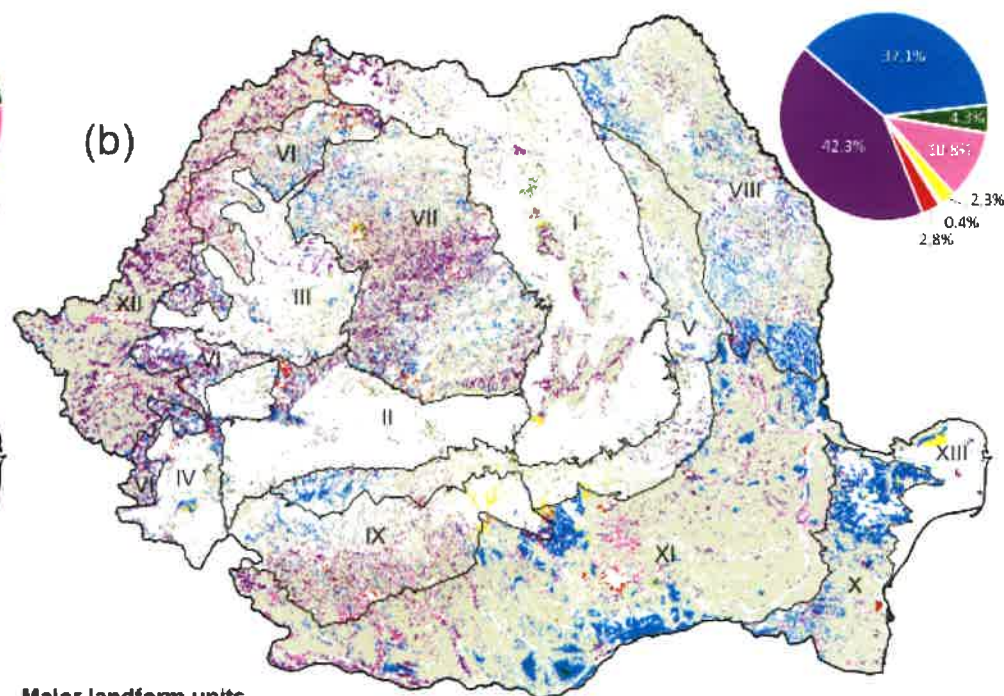 37.1%
(b)
4.3%
VI
42.3%
10.8%
VIII
2.3%
VII
I
0.4%
2.8%
III
XII
V
VI
II
XIII
VI
IV
IX
XI
X
Major landform units